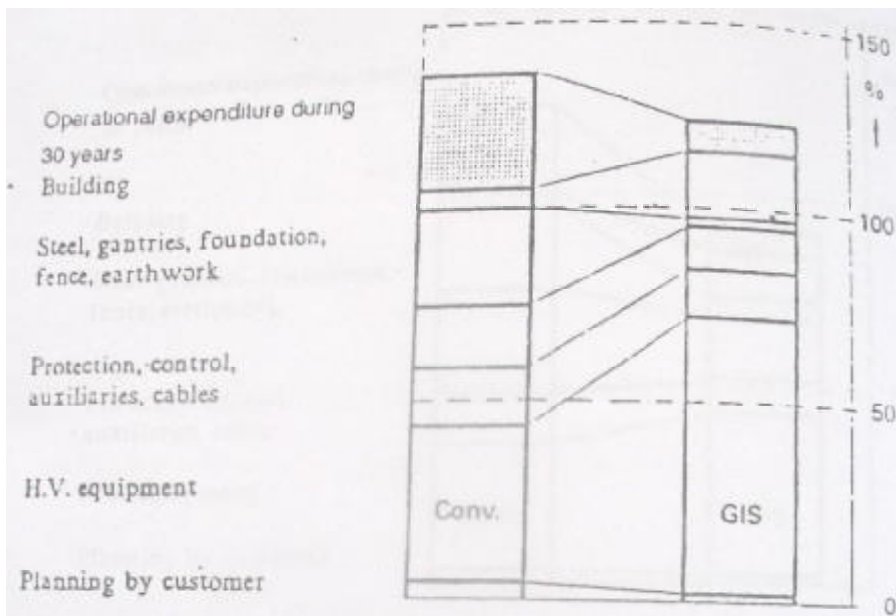 150
%
Operational expenditure during
30 years
Building
100
Steel, gantries, foundation,
fence, earthwork
Protection, control,
auxiliaries, cables
50
H.V. equipment
Conv.
GIS
Planning by customer
0